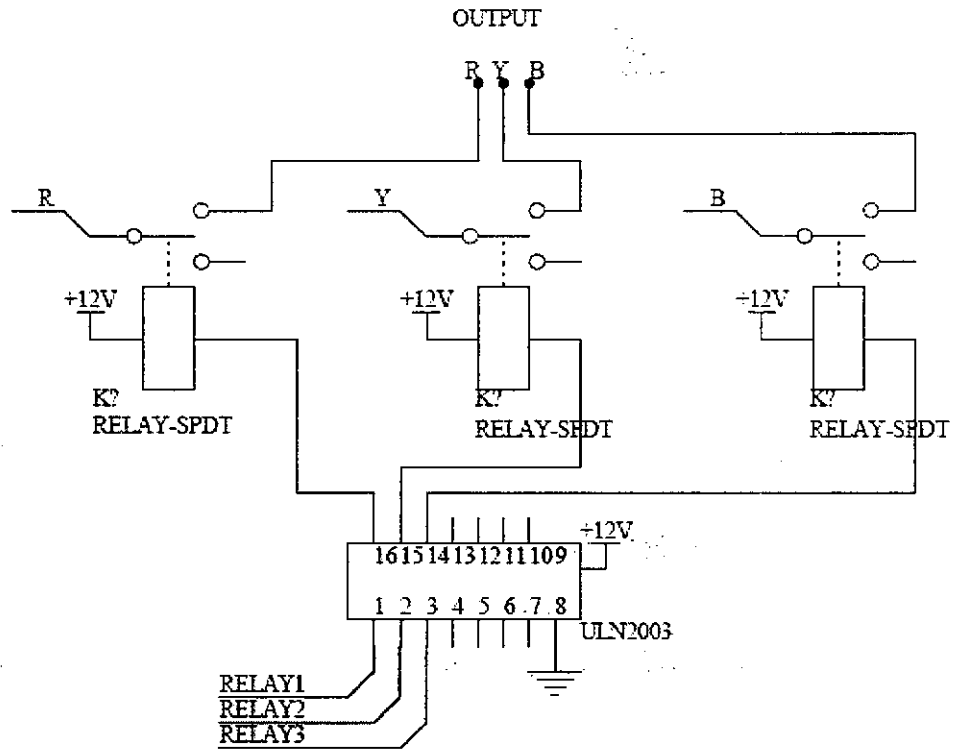 OUTPUT
R Y B
R Y B
+12V +12V +12V
K? K? K?
RELAY-SPDT RELAY-SPDT RELAY-SPDT
+12V
16 15 14 13 12 11 10 9
1 2 3 4 5 6 7 8
ULN2003
RELAY1
RELAY2
RELAY3